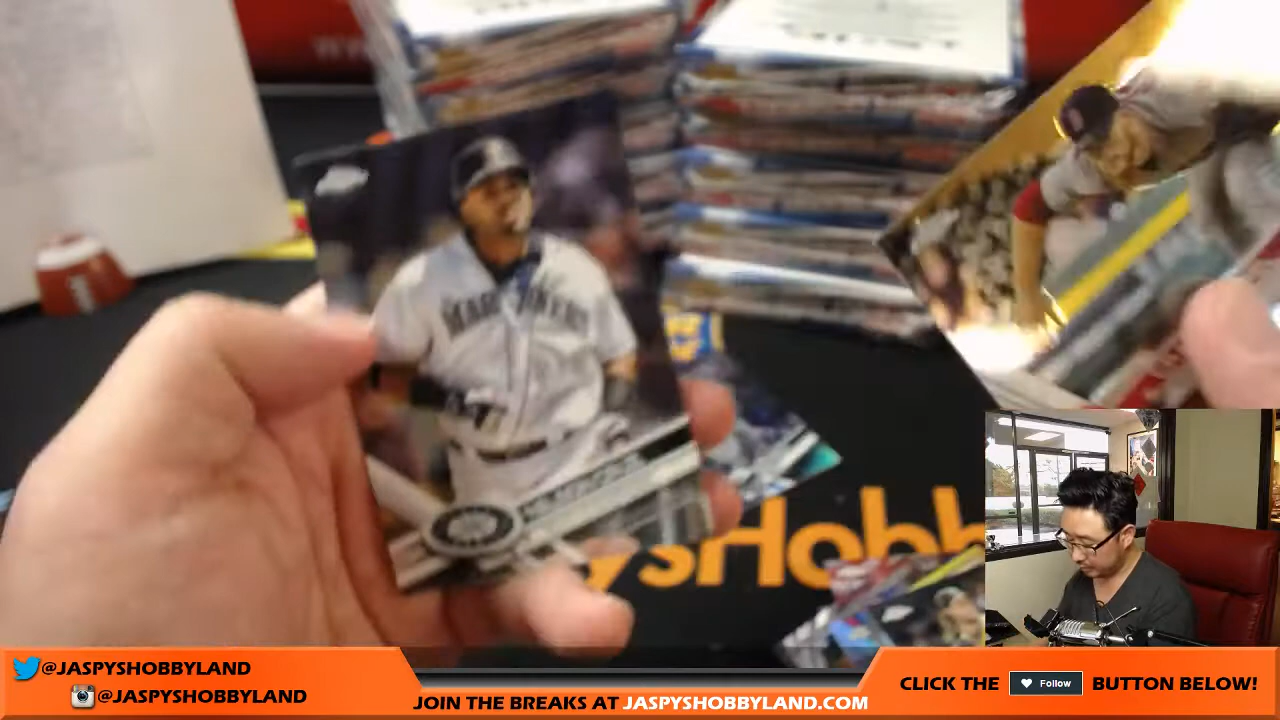 MARINERS
ysHobb
@JASPYSHOBBYLAND
@JASPYSHOBBYLAND
JOIN THE BREAKS AT JASPYSHOBBYLAND.COM
CLICK THE Follow BUTTON BELOW!